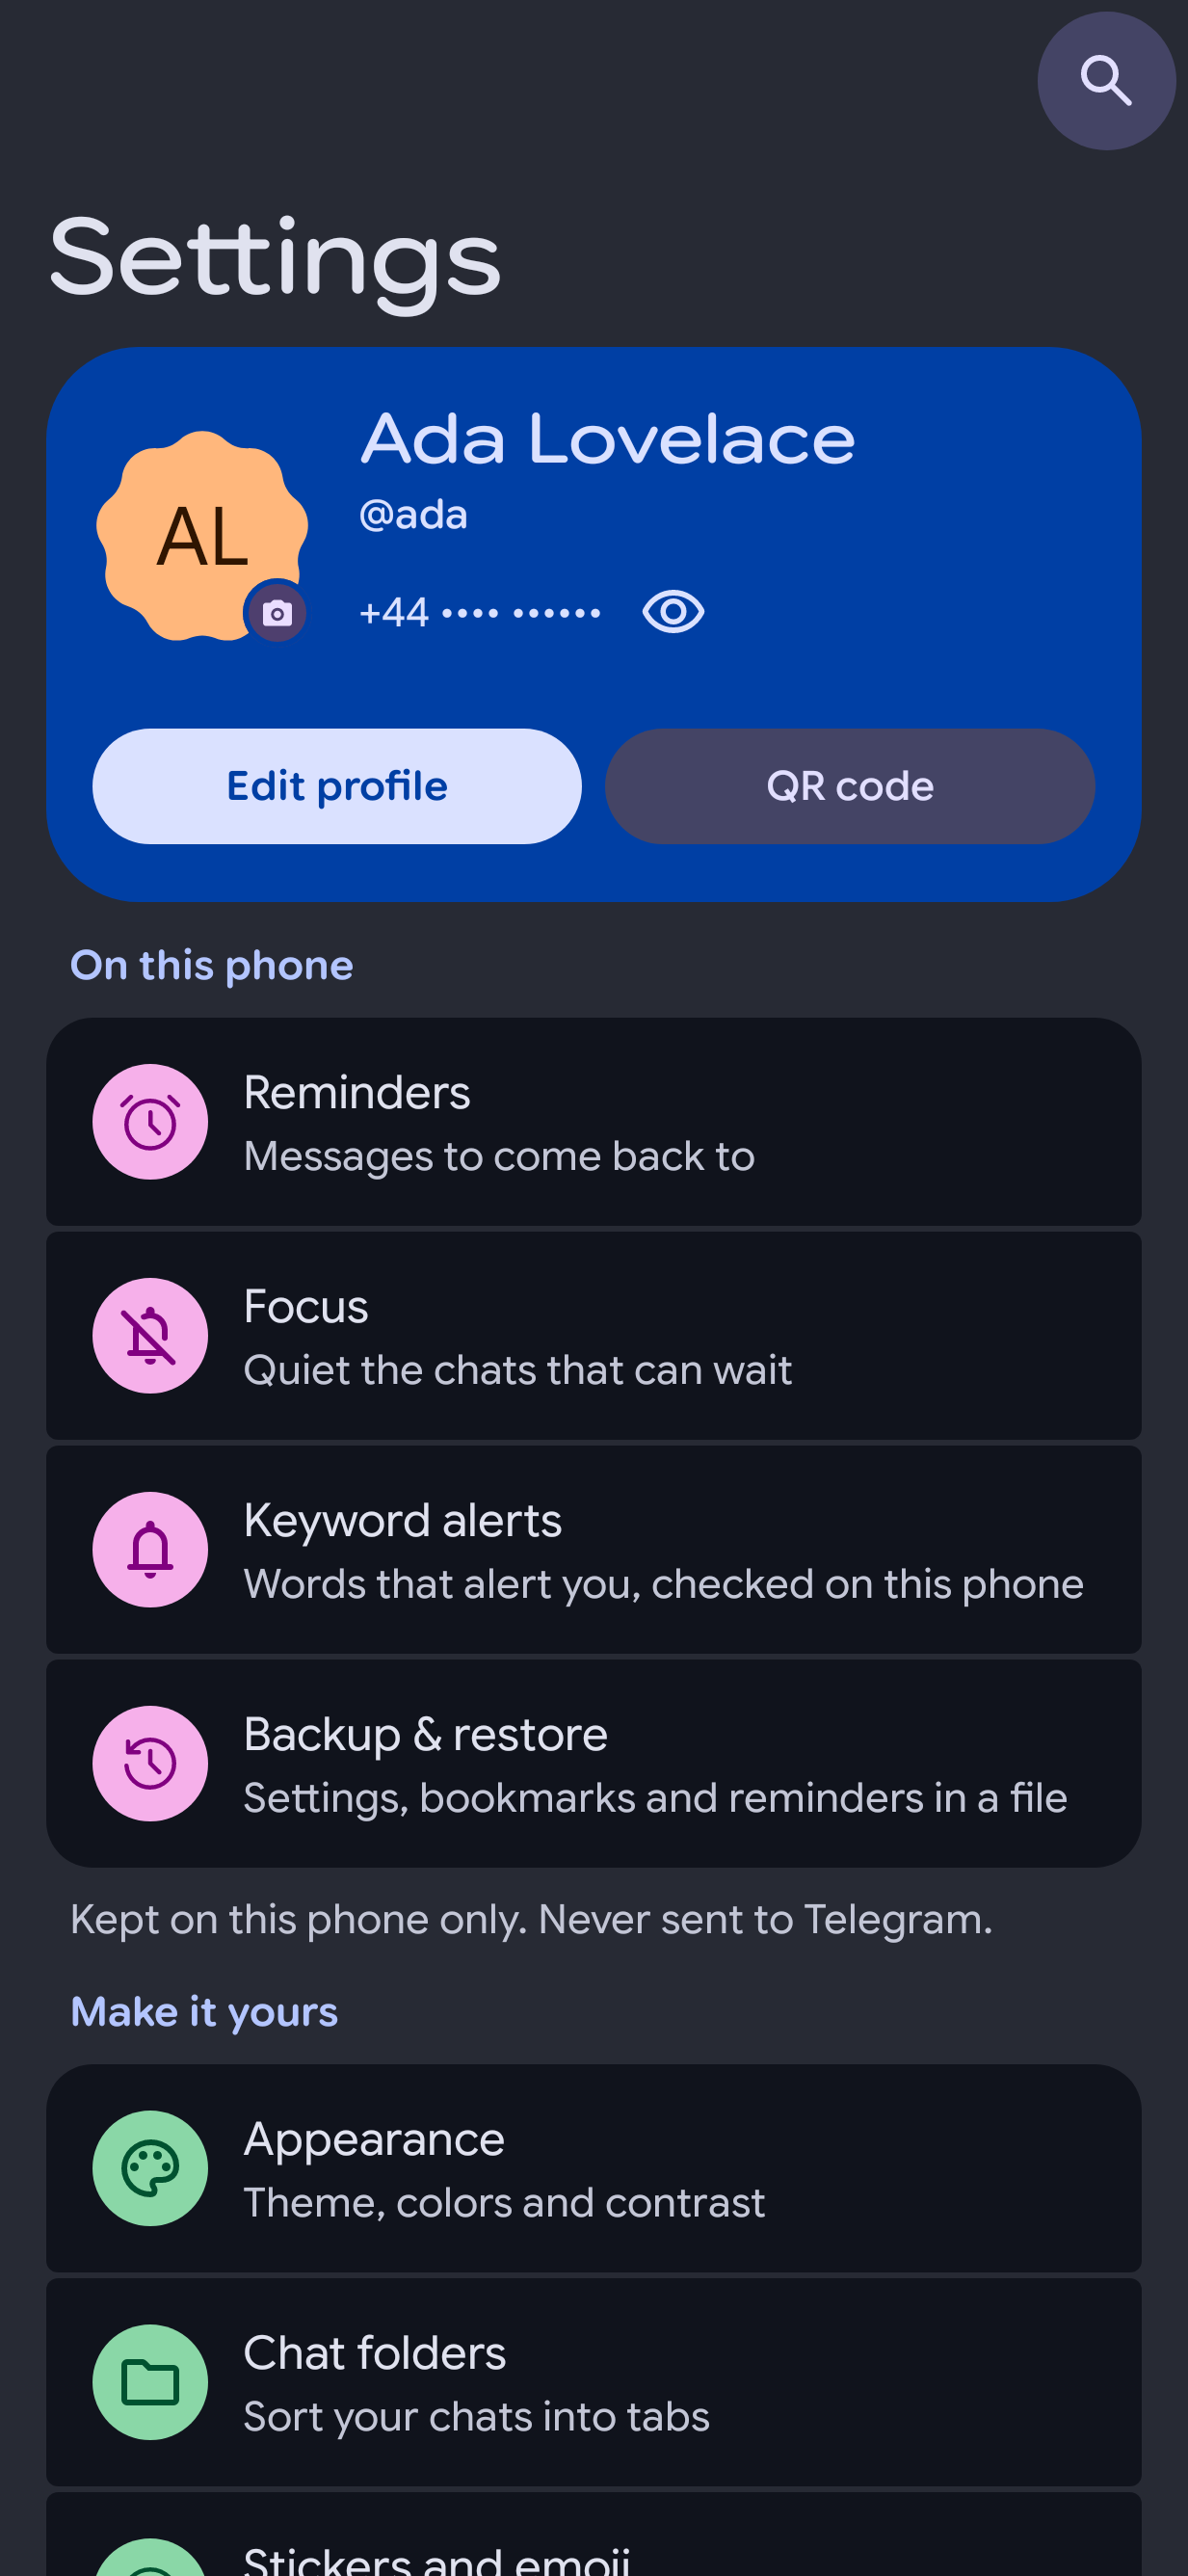 Settings
Ada Lovelace
AL
@ada
+44 •••• ••••••
Edit profile
QR code
On this phone
Reminders
Messages to come back to
Focus
Quiet the chats that can wait
Keyword alerts
Words that alert you, checked on this phone
Backup & restore
Settings, bookmarks and reminders in a file
Kept on this phone only. Never sent to Telegram.
Make it yours
Appearance
Theme, colors and contrast
Chat folders
Sort your chats into tabs
Stickers and emoji